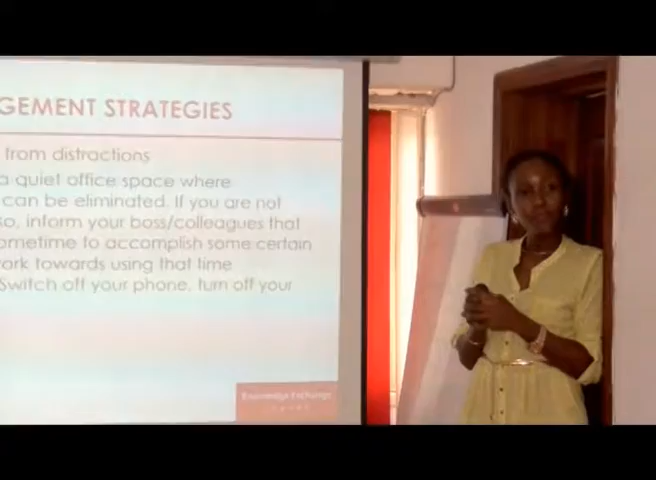 GEMENT STRATEGIES
from distractions
a quiet office space where
can be eliminated. If you are not
so, inform your boss/colleagues that
ometime to accomplish some certain
ork towards using that time
Switch off your phone, turn off your
Knowledge Exchange